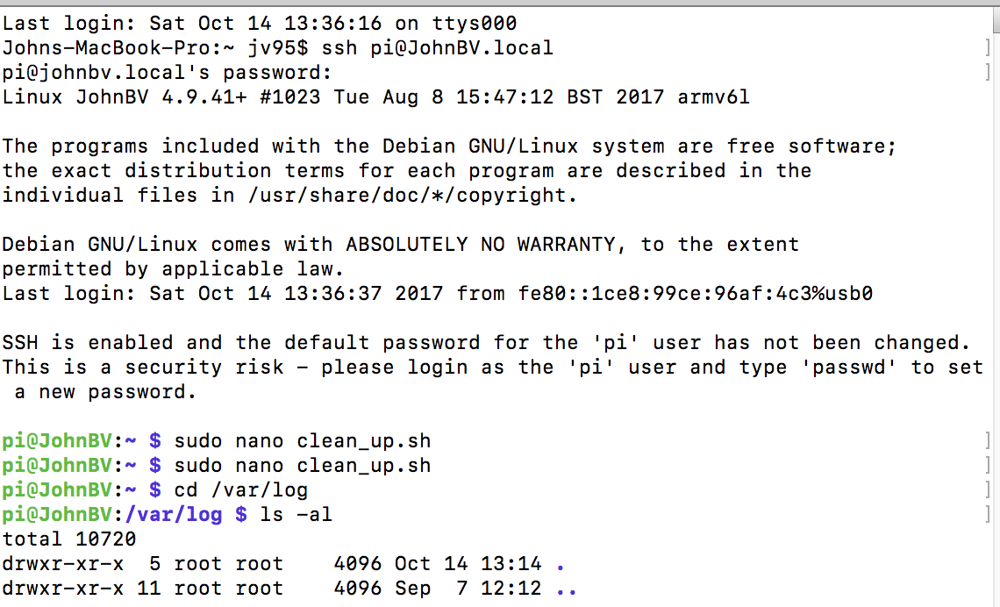 Last login: Sat Oct 14 13:36:16 on ttys000
Johns-MacBook-Pro:~ jv95$ ssh pi@JohnBV.local
pi@johnbv.local's password:
Linux JohnBV 4.9.41+ #1023 Tue Aug 8 15:47:12 BST 2017 armv6l
The programs included with the Debian GNU/Linux system are free software;
the exact distribution terms for each program are described in the
individual files in /usr/share/doc/*/copyright.
Debian GNU/Linux comes with ABSOLUTELY NO WARRANTY, to the extent
permitted by applicable law.
Last login: Sat Oct 14 13:36:37 2017 from fe80::1ce8:99ce:96af:4c3%usb0
SSH is enabled and the default password for the 'pi' user has not been changed.
This is a security risk - please login as the 'pi' user and type 'passwd' to set
 a new password.
pi@JohnBV:~ $ sudo nano clean_up.sh
pi@JohnBV:~ $ sudo nano clean_up.sh
pi@JohnBV:~ $ cd /var/log
pi@JohnBV:/var/log $ ls -al
total 10720
drwxr-xr-x  5 root root    4096 Oct 14 13:14 .
drwxr-xr-x 11 root root    4096 Sep  7 12:12 ..